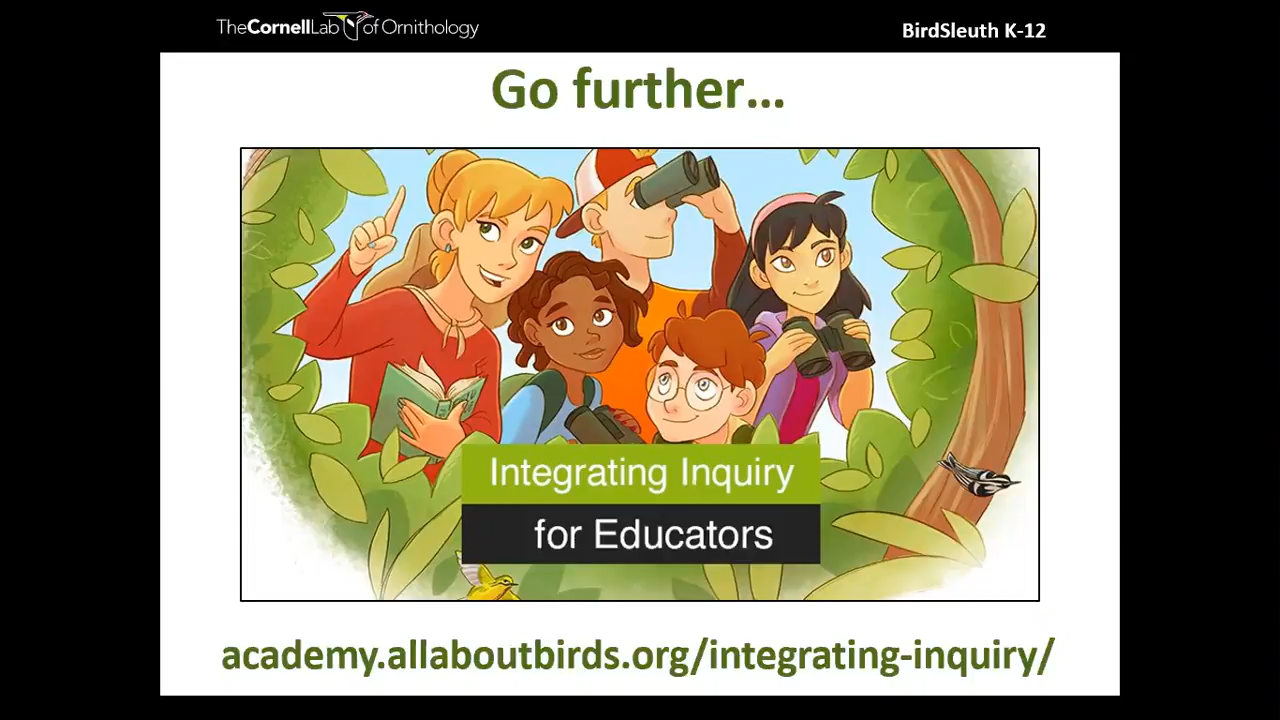 TheCornellLab of Ornithology
BirdSleuth K-12
Go further...
Integrating Inquiry
for Educators
academy.allaboutbirds.org/integrating-inquiry/